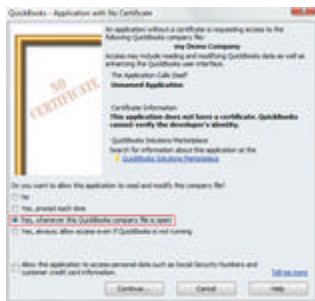 QuickBooks - Application with No Certificate
An application without a certificate is requesting access to the
following QuickBooks company file:
my Demo Company
Access may include reading and modifying QuickBooks data as well as
enhancing the QuickBooks user interface.
The Application Calls Itself
Unnamed Application
NO
CERTIFICATE
Certificate Information
This application does not have a certificate. QuickBooks
cannot verify the developer's identity.
QuickBooks Solutions Marketplace
Search for information about this application at the
QuickBooks Solutions Marketplace
Do you want to allow this application to read and modify this company file?
No
Yes, prompt each time
Yes, whenever this QuickBooks company file is open
Yes, always; allow access even if QuickBooks is not running
Allow this application to access personal data such as Social Security Numbers and
customer credit card information.
Tell me more
Continue...
Cancel
Help